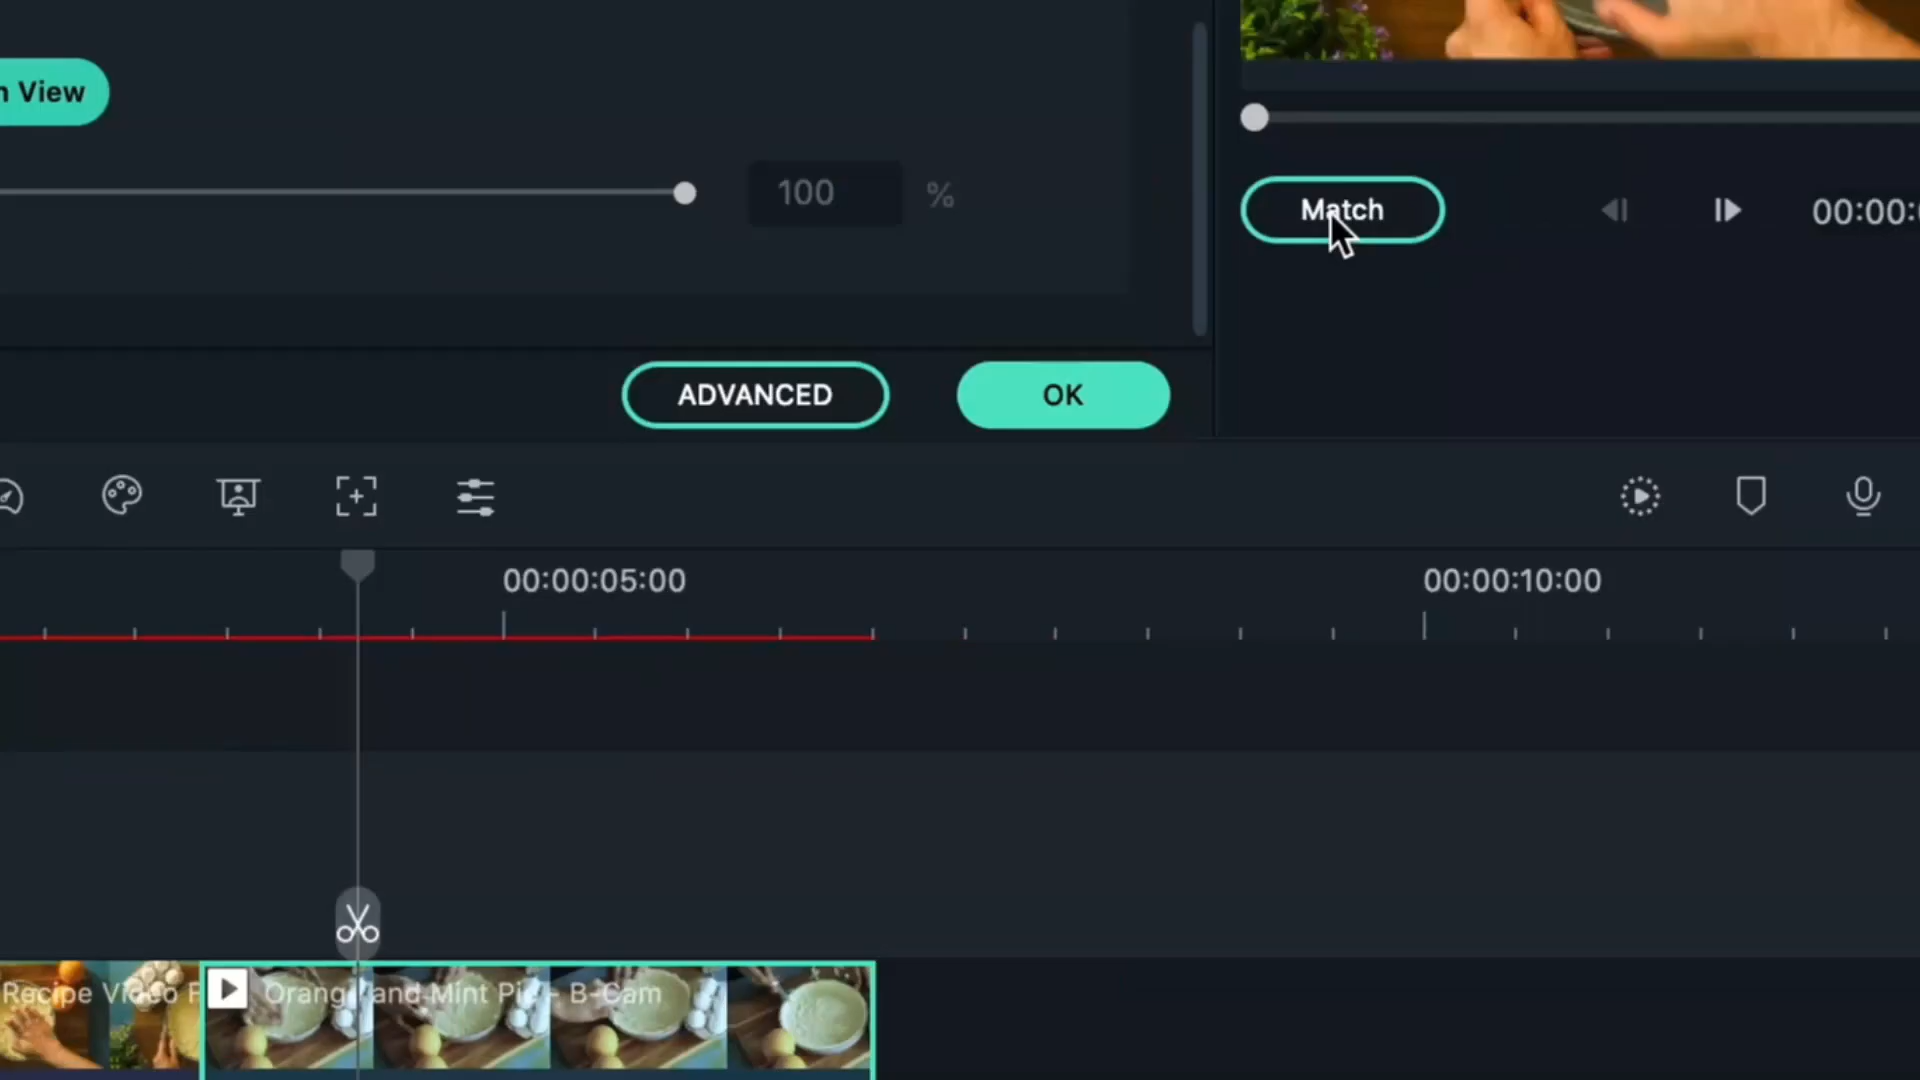 View
100 %
Match
00:00:
ADVANCED
OK
00:00:05:00
00:00:10:00
Recipe Video
Orange and Mint Pie - B-Cam